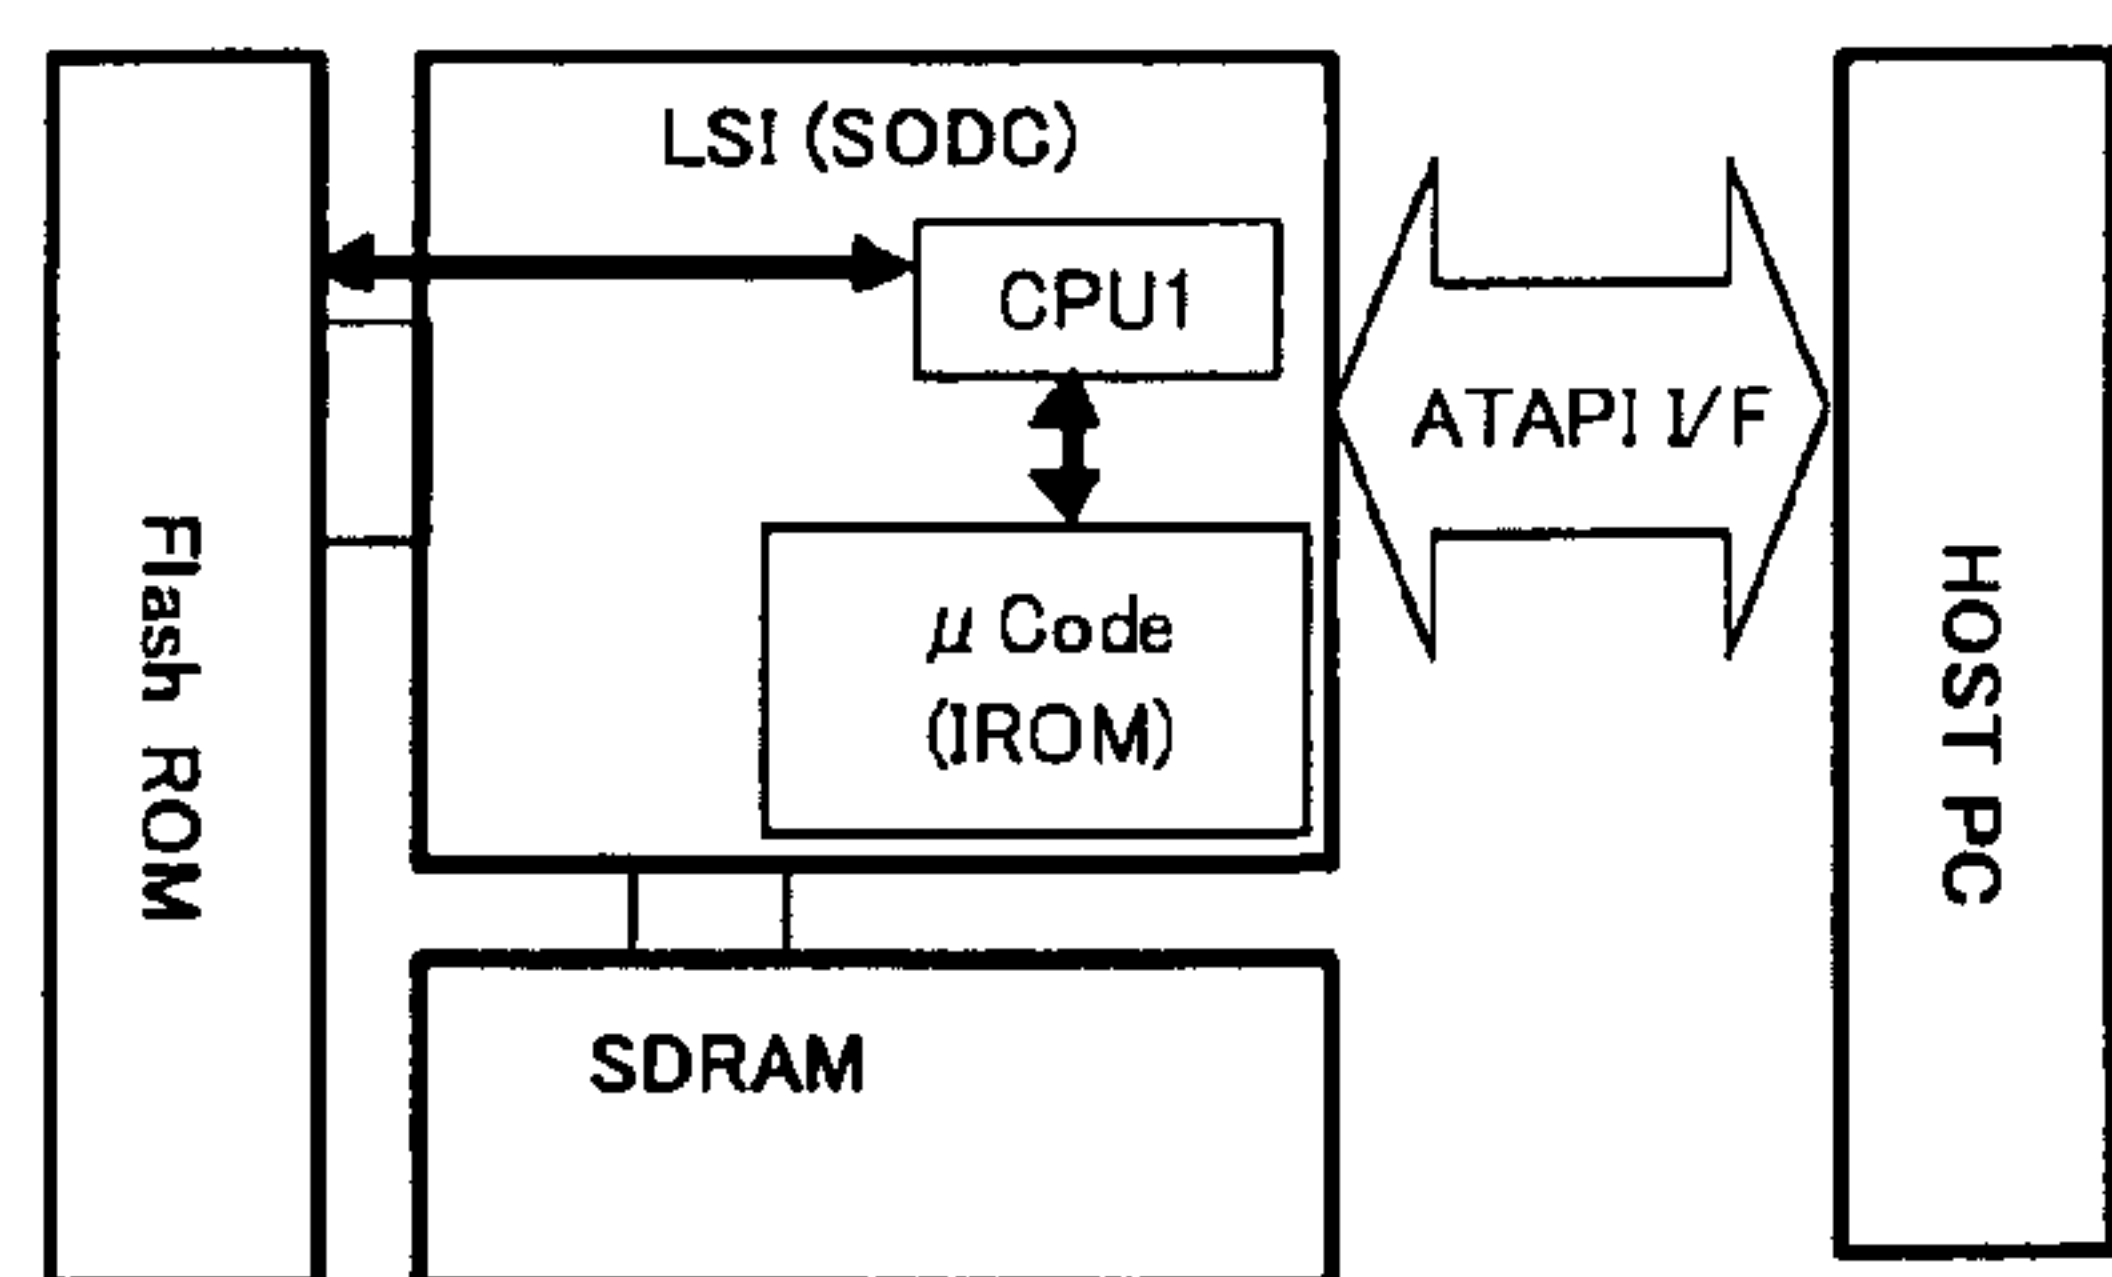 LSI (SODC)
CPU1
ATAPI I/F
μ Code
(IROM)
Flash ROM
HOST PC
SDRAM